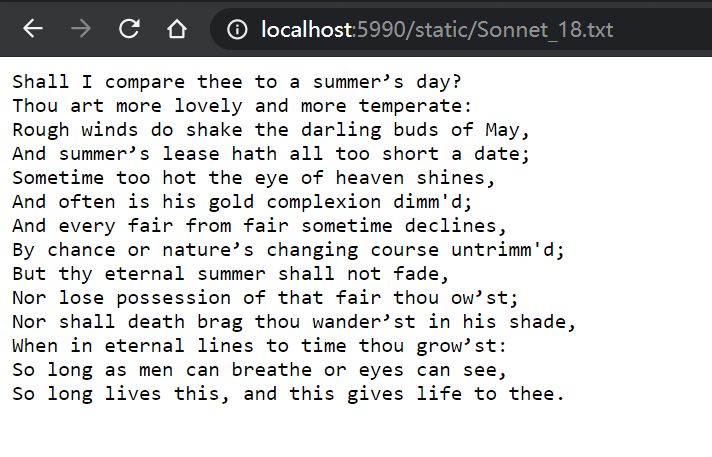 localhost:5990/static/Sonnet_18.txt
Shall I compare thee to a summer’s day?
Thou art more lovely and more temperate:
Rough winds do shake the darling buds of May,
And summer’s lease hath all too short a date;
Sometime too hot the eye of heaven shines,
And often is his gold complexion dimm'd;
And every fair from fair sometime declines,
By chance or nature’s changing course untrimm'd;
But thy eternal summer shall not fade,
Nor lose possession of that fair thou ow’st;
Nor shall death brag thou wander’st in his shade,
When in eternal lines to time thou grow’st:
So long as men can breathe or eyes can see,
So long lives this, and this gives life to thee.